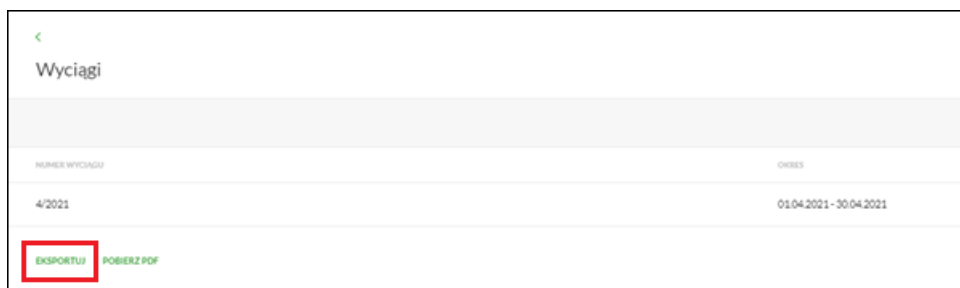 Wyciągi
NUMER WYCIĄGU OKRES
4/2021 01.04.2021 - 30.04.2021
EKSPORTUJ POBIERZ PDF